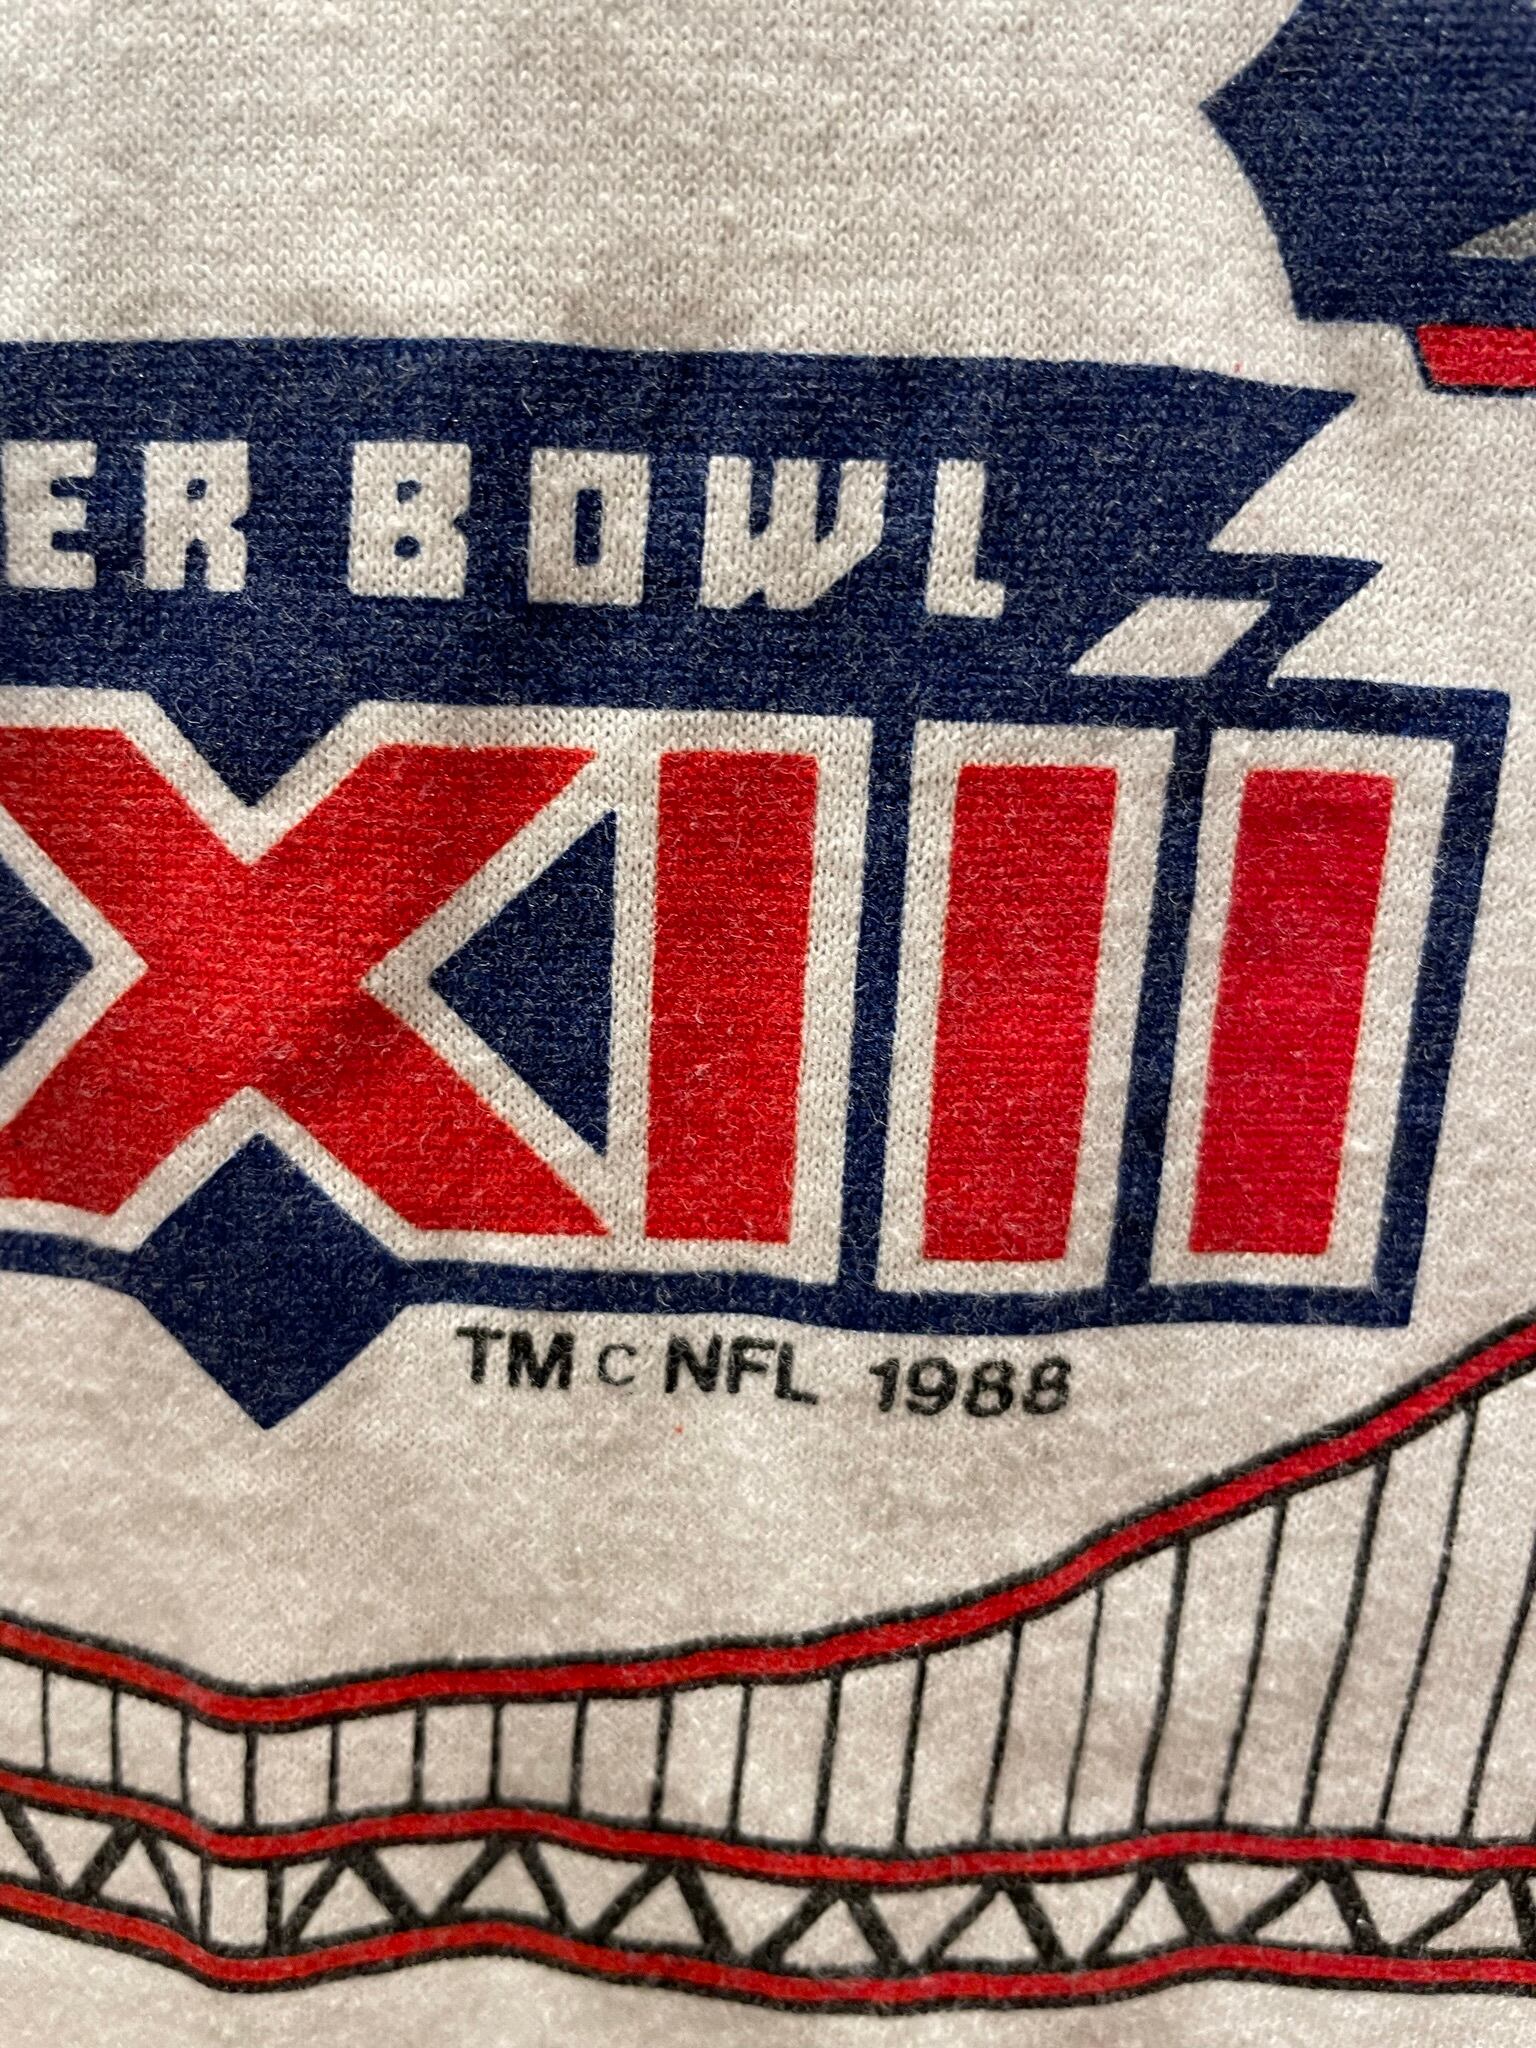 ER BOWL
XIII
TM C NFL 1988